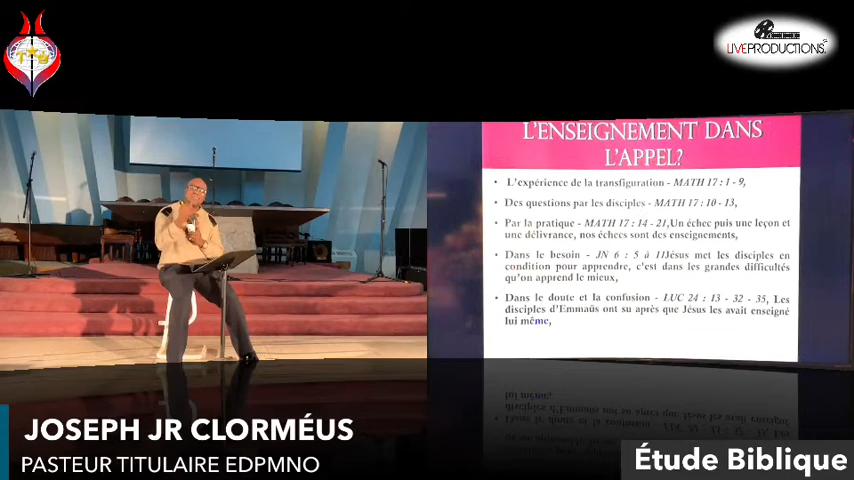 LIVEPRODUCTIONS
L'ENSEIGNEMENT DANS
L'APPEL?
• L'expérience de la transfiguration - MATH 17 : 1 - 9,
• Des questions par les disciples - MATH 17 : 10 - 13,
• Par la pratique - MATH 17 : 14 - 21,Un échec puis une leçon et
une délivrance, nos échecs sont des enseignements,
• Dans le besoin - JN 6 : 5 à 11Jésus met les disciples en
condition pour apprendre, c'est dans les grandes difficultés
qu'on apprend le mieux,
• Dans le doute et la confusion - LUC 24 : 13 - 32 - 35, Les
disciples d'Emmaüs ont su après que Jésus les avait enseigné
lui même,
JOSEPH JR CLORMÉUS
PASTEUR TITULAIRE EDPMNO
Étude Biblique